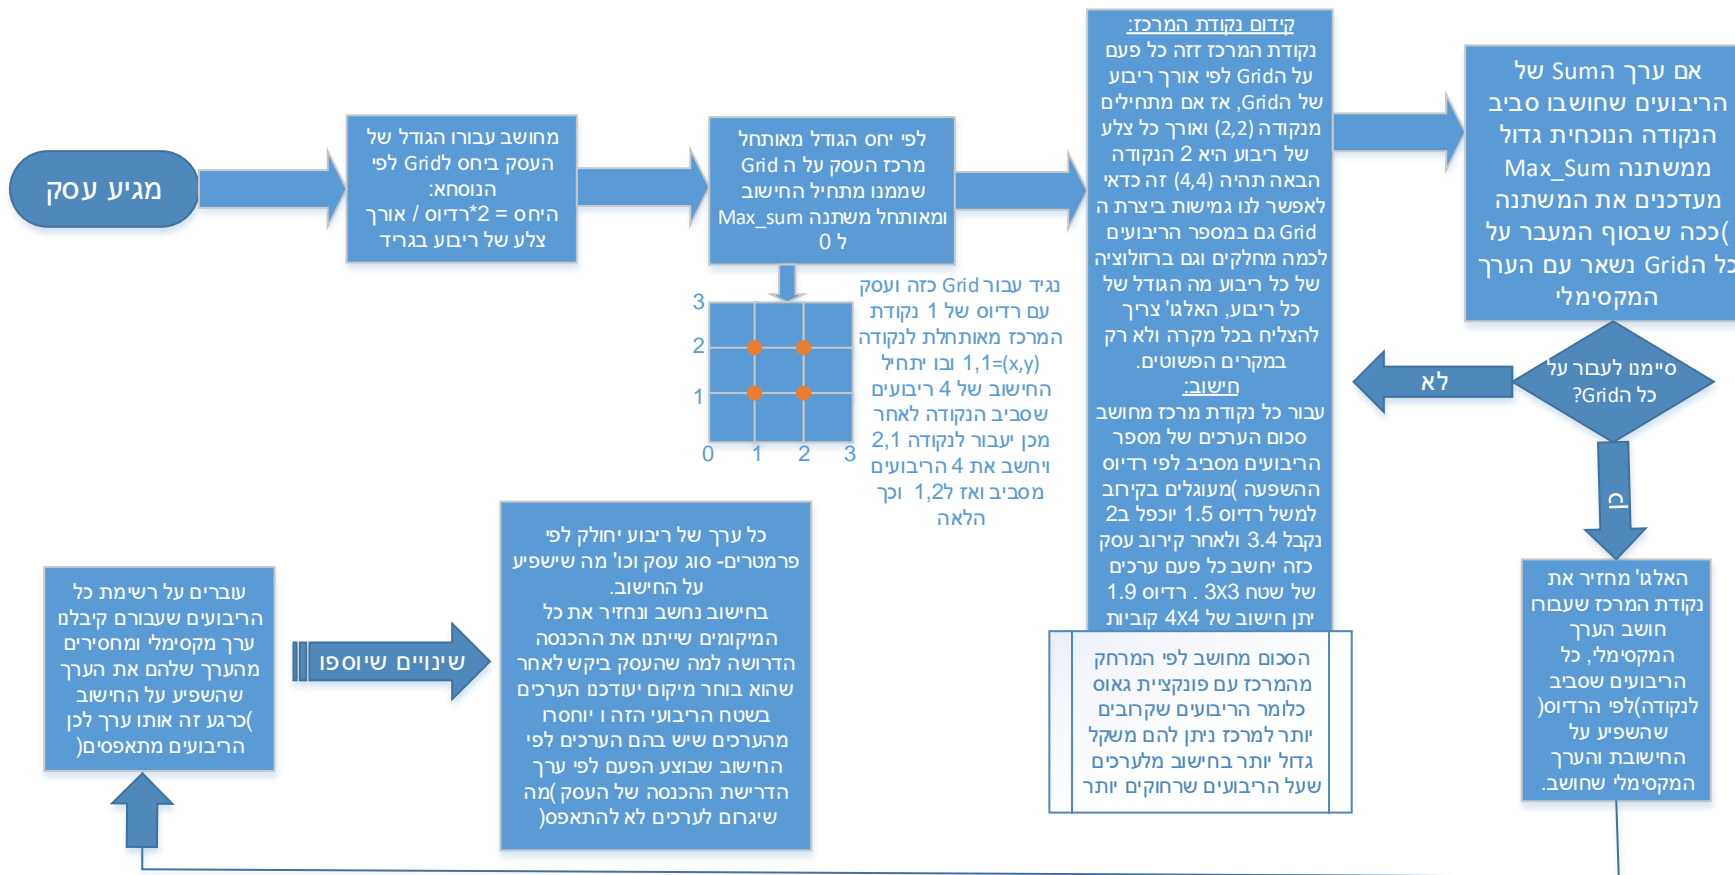 מגיע עסק
מחושב עבורו הגודל של
העסק ביחס לGrid לפי
הנוסחא:
היחס = 2*רדיוס / אורך
צלע של ריבוע בגריד
לפי יחס הגודל מאותחל
מרכז העסק על ה Grid
שממנו מתחיל החישוב
ומאותחל משתנה Max_sum
ל 0
3
2
1
0
1
2
3
נגיד עבור Grid כזה ועסק
עם רדיוס של 1 נקודת
המרכז מאותחלת לנקודה
(x,y)=1,1 ובו יתחיל
החישוב של 4 ריבועים
שסביב הנקודה לאחר
מכן יעבור לנקודה 2,1
ויחשב את 4 הריבועים
מסביב ואז ל1,2 וכך
הלאה
קידום נקודת המרכז:
נקודת המרכז זזה כל פעם
על הGrid לפי אורך ריבוע
של הGrid, אז אם מתחילים
מנקודה (2,2) ואורך כל צלע
של ריבוע היא 2 הנקודה
הבאה תהיה (4,4) זה כדאי
לאפשר לנו גמישות ביצרת ה
Grid גם במספר הריבועים
לכמה מחלקים וגם ברזולוציה
של כל ריבוע מה הגודל של
כל ריבוע, האלגו' צריך
להצליח בכל מקרה ולא רק
במקרים הפשוטים.
חישוב:
עבור כל נקודת מרכז מחושב
סכום הערכים של מספר
הריבועים מסביב לפי רדיוס
ההשפעה )מעוגלים בקירוב
למשל רדיוס 1.5 יוכפל ב2
נקבל 3.4 ולאחר קירוב עסק
כזה יחשב כל פעם ערכים
של שטח 3X3 . רדיוס 1.9
יתן חישוב של 4X4 קוביות
הסכום מחושב לפי המרחק
מהמרכז עם פונקציית גאוס
כלומר הריבועים שקרובים
יותר למרכז ניתן להם משקל
גדול יותר בחישוב מלערכים
שעל הריבועים שרחוקים יותר
אם ערך הSum של
הריבועים שחושבו סביב
הנקודה הנוכחית גדול
ממשתנה Max_Sum
מעדכנים את המשתנה
)ככה שבסוף המעבר על
כל הGrid נשאר עם הערך
המקסימלי
סיימנו לעבור על
כל הGrid?
לא
כן
האלגו' מחזיר את
נקודת המרכז שעבורו
חושב הערך
המקסימלי, כל
הריבועים שסביב
לנקודה)לפי הרדיוס(
שהשפיע על
החישובת והערך
המקסימלי שחושב.
עוברים על רשימת כל
הריבועים שעבורם קיבלנו
ערך מקסימלי ומחסירים
מהערך שלהם את הערך
שהשפיע על החישוב
)כרגע זה אותו ערך לכן
הריבועים מתאפסים(
שינויים שיוספו
כל ערך של ריבוע יחולק לפי
פרמטרים- סוג עסק וכו' מה שישפיע
על החישוב.
בחישוב נחשב ונחזיר את כל
המיקומים שייתנו את ההכנסה
הדרושה למה שהעסק ביקש לאחר
שהוא בוחר מיקום יעודכנו הערכים
בשטח הריבועי הזה ו יוחסרו
מהערכים שיש בהם הערכים לפי
החישוב שבוצע הפעם לפי ערך
הדרישת ההכנסה של העסק )מה
שיגרום לערכים לא להתאפס(